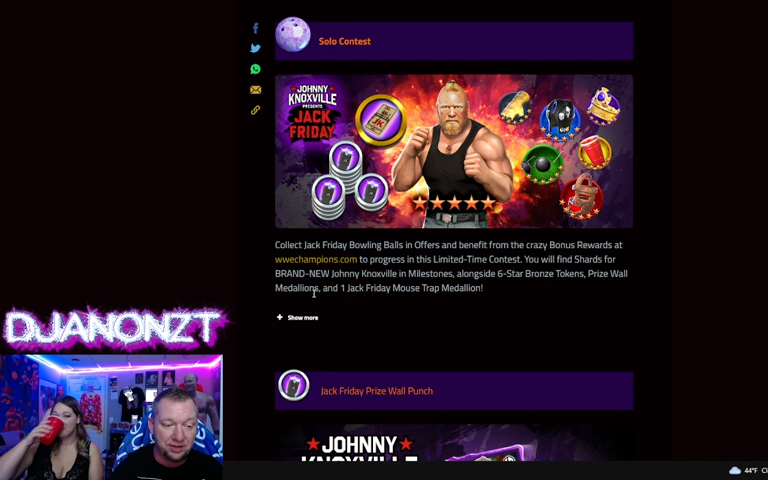 Solo Contest
JOHNNY
KNOXVILLE
PRESENTS
JACK
FRIDAY
JK
Collect Jack Friday Bowling Balls in Offers and benefit from the crazy Bonus Rewards at
wwechampions.com to progress in this Limited-Time Contest. You will find Shards for
BRAND-NEW Johnny Knoxville in Milestones, alongside 6-Star Bronze Tokens, Prize Wall
Medallions, and 1 Jack Friday Mouse Trap Medallion!
+ Show more
DJANONZT
Jack Friday Prize Wall Punch
JOHNNY
KNOXVILLE
44°F